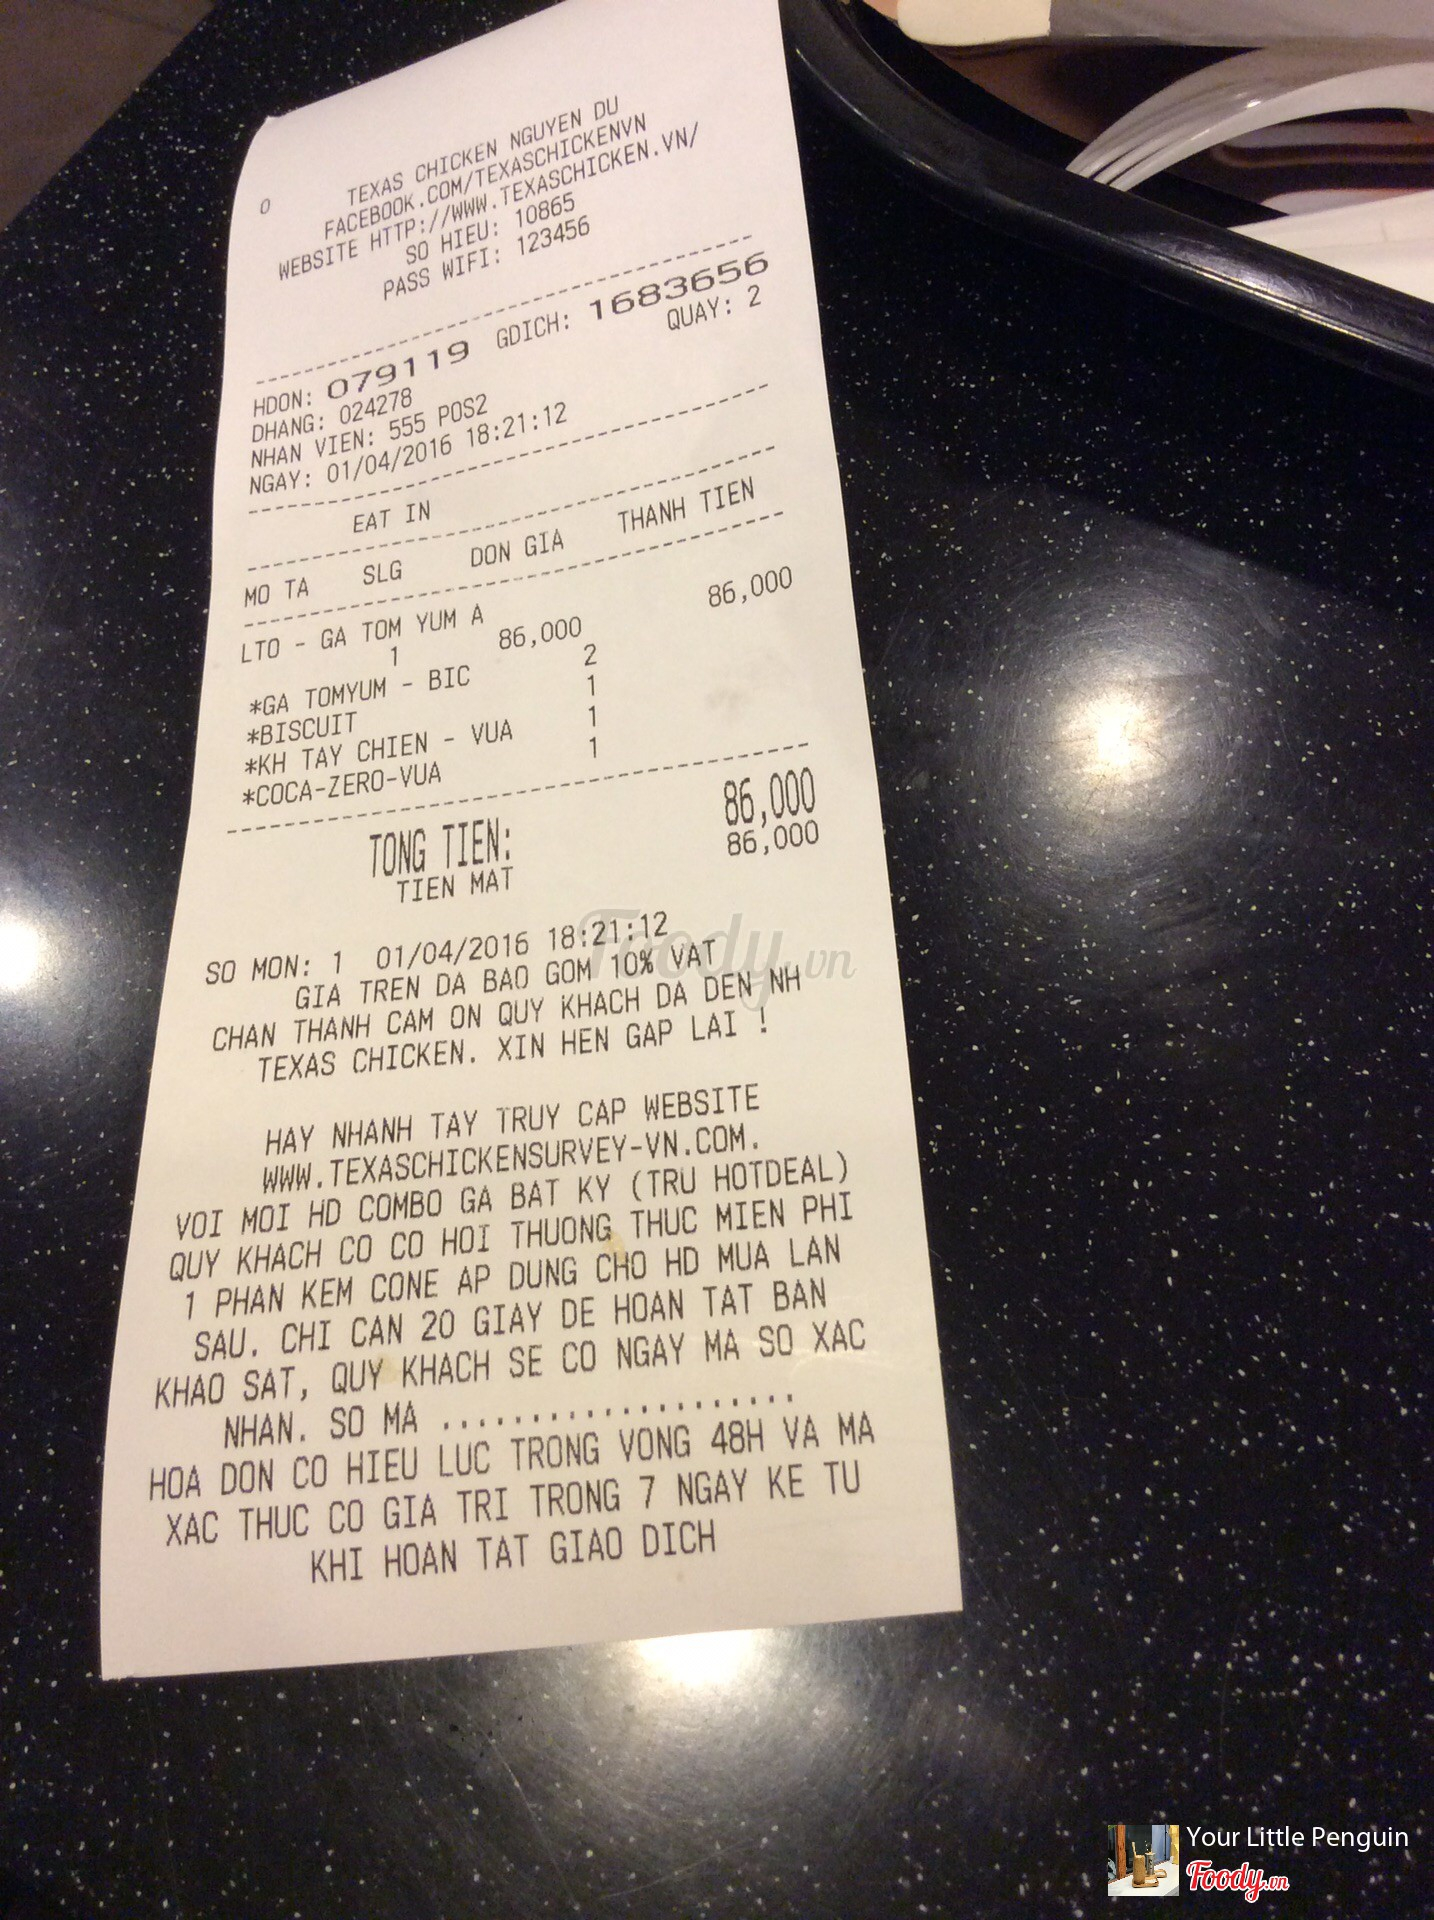 O
TEXAS CHICKEN NGUYEN DU
FACEBOOK.COM/TEXASCHICKENVN
WEBSITE HTTP://WWW.TEXASCHICKEN.VN/
SO HIEU: 10865
PASS WIFI: 123456
HDON: 079119 GDICH: 1683656
DHANG: 024278 QUAY: 2
NHAN VIEN: 555 POS2
NGAY: 01/04/2016 18:21:12
EAT IN
MO TA SLG DON GIA THANH TIEN
LTO - GA TOM YUM A
1 86,000 86,000
*GA TOMYUM - BIC 2
*BISCUIT 1
*KH TAY CHIEN - VUA 1
*COCA-ZERO-VUA 1
TONG TIEN: 86,000
TIEN MAT 86,000
SO MON: 1 01/04/2016 18:21:12
GIA TREN DA BAO GOM 10% VAT
CHAN THANH CAM ON QUY KHACH DA DEN NH
TEXAS CHICKEN. XIN HEN GAP LAI !
HAY NHANH TAY TRUY CAP WEBSITE
WWW.TEXASCHICKENSURVEY-VN.COM.
VOI MOI HD COMBO GA BAT KY (TRU HOTDEAL)
QUY KHACH CO CO HOI THUONG THUC MIEN PHI
1 PHAN KEM CONE AP DUNG CHO HD MUA LAN
SAU. CHI CAN 20 GIAY DE HOAN TAT BAN
KHAO SAT, QUY KHACH SE CO NGAY MA SO XAC
NHAN. SO MA ....................
HOA DON CO HIEU LUC TRONG VONG 48H VA MA
XAC THUC CO GIA TRI TRONG 7 NGAY KE TU
KHI HOAN TAT GIAO DICH
Foody.vn
Your Little Penguin
Foody.vn